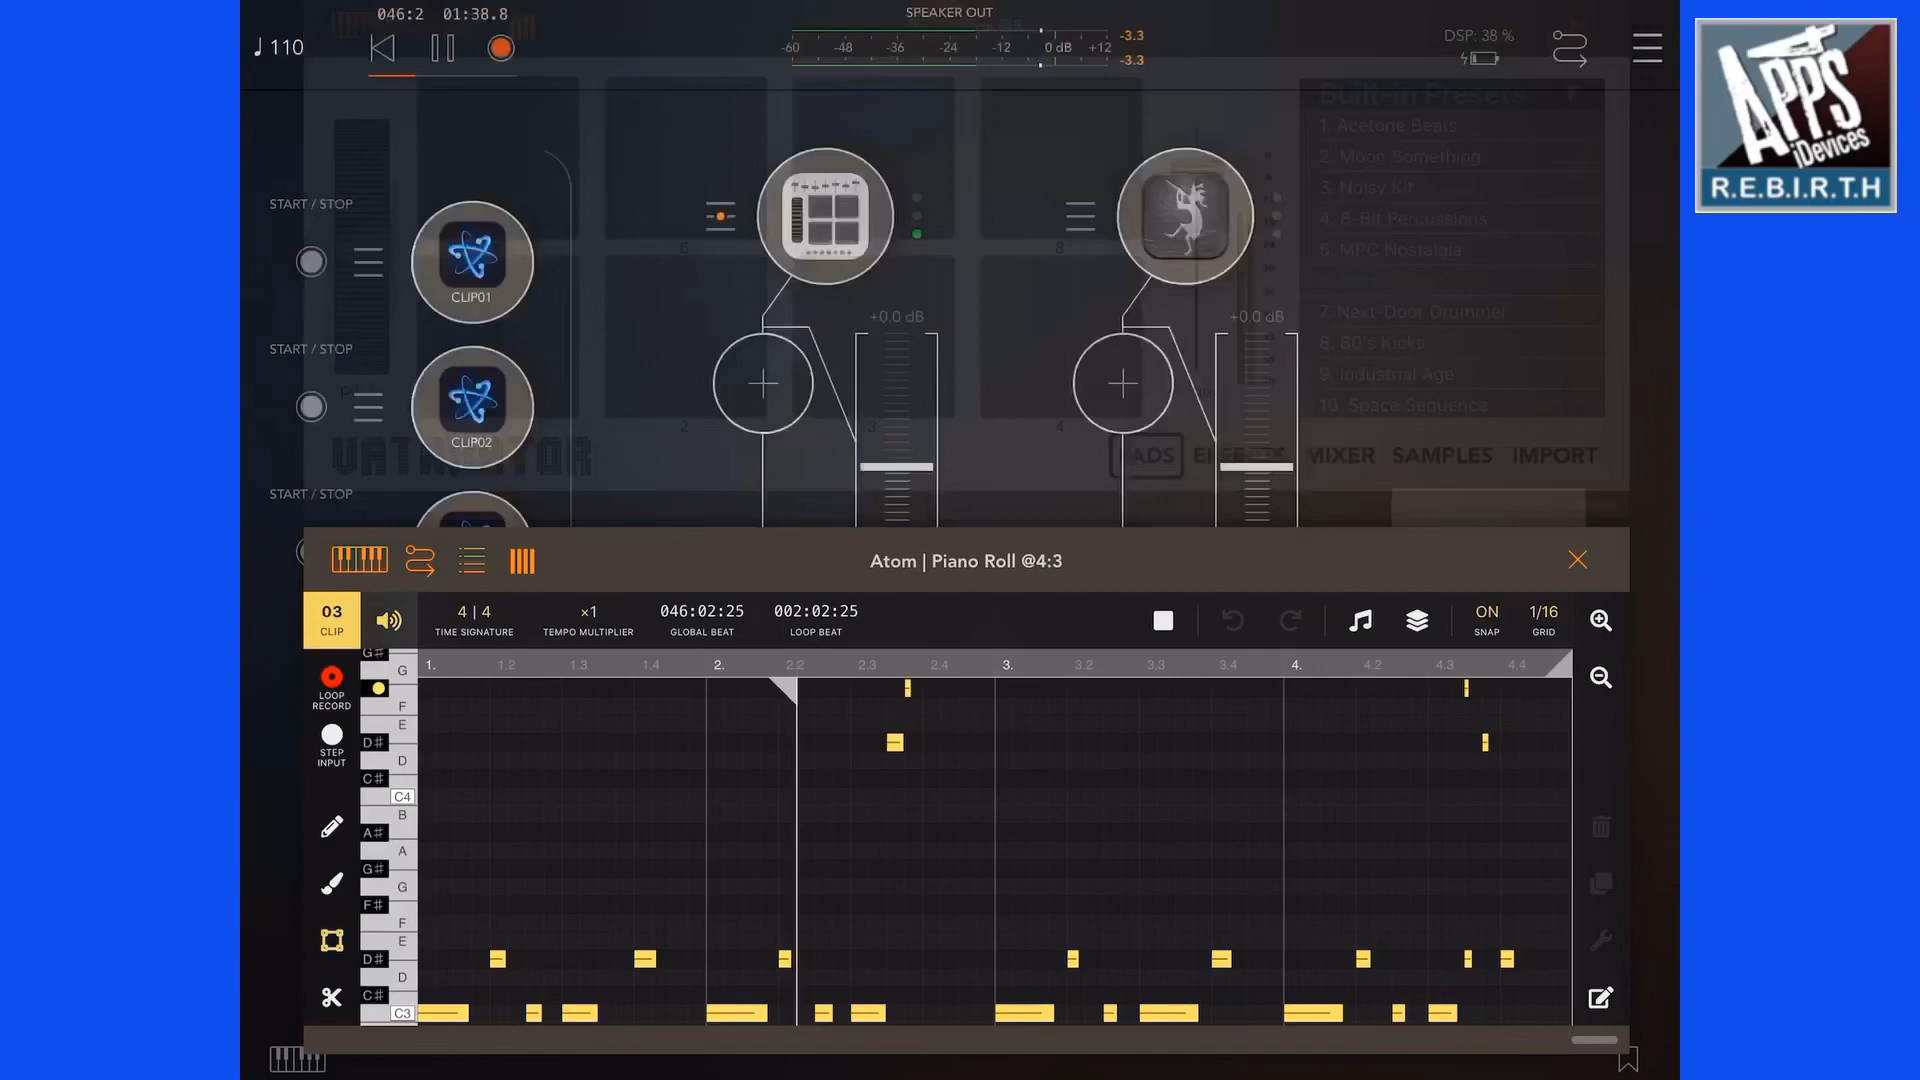 046:2 01:38.8
♩110
SPEAKER OUT
-60 -48 -36 -24 -12 0 dB +12
-3.3
-3.3
DSP: 38 %
APPS
iDevices
R.E.B.I.R.T.H
Built-in Presets
1. Acetone Beats
2. Moon Something
3. Noisy Kit
4. 8-Bit Percussions
5. MPC Nostalgia
7. Next-Door Drummer
8. 80's Kicks
9. Industrial Age
10. Space Sequence
START / STOP
CLIP01
START / STOP
CLIP02
START / STOP
6
8
2
3
4
+0.0 dB
+0.0 dB
MIXER SAMPLES IMPORT
Atom | Piano Roll @4:3
03
CLIP
4 | 4
TIME SIGNATURE
×1
TEMPO MULTIPLIER
046:02:25
GLOBAL BEAT
002:02:25
LOOP BEAT
ON
SNAP
1/16
GRID
1. 1.2 1.3 1.4 2. 2.2 2.3 2.4 3. 3.2 3.3 3.4 4. 4.2 4.3 4.4
LOOP
RECORD
STEP
INPUT
G#
G
F
E
D#
D
C#
C4
B
A#
A
G#
G
F#
F
E
D#
D
C#
C3